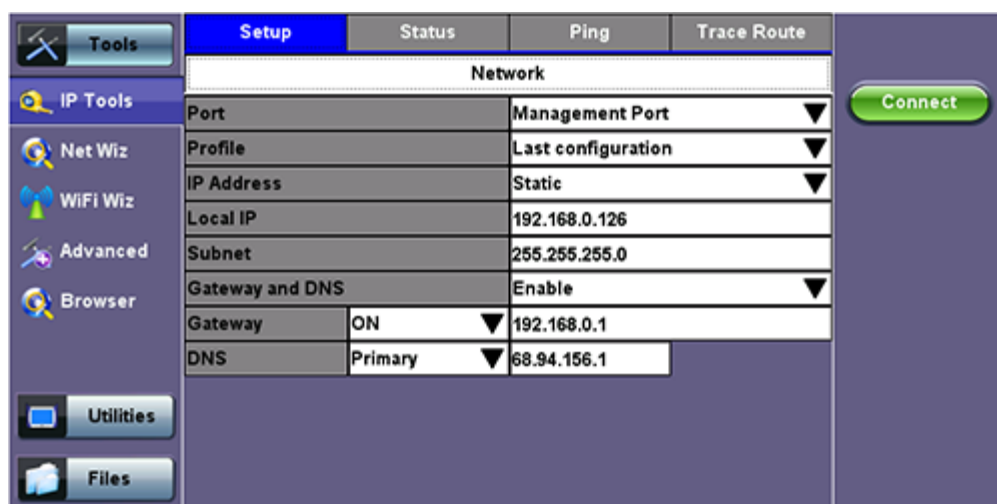 Tools
IP Tools
Net Wiz
WiFi Wiz
Advanced
Browser
Utilities
Files
Setup Status Ping Trace Route
Network
Port Management Port
Profile Last configuration
IP Address Static
Local IP 192.168.0.126
Subnet 255.255.255.0
Gateway and DNS Enable
Gateway ON 192.168.0.1
DNS Primary 68.94.156.1
Connect